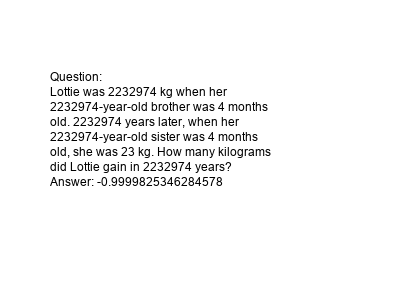 Question:
Lottie was 2232974 kg when her
2232974-year-old brother was 4 months
old. 2232974 years later, when her
2232974-year-old sister was 4 months
old, she was 23 kg. How many kilograms
did Lottie gain in 2232974 years?
Answer: -0.9999825346284578